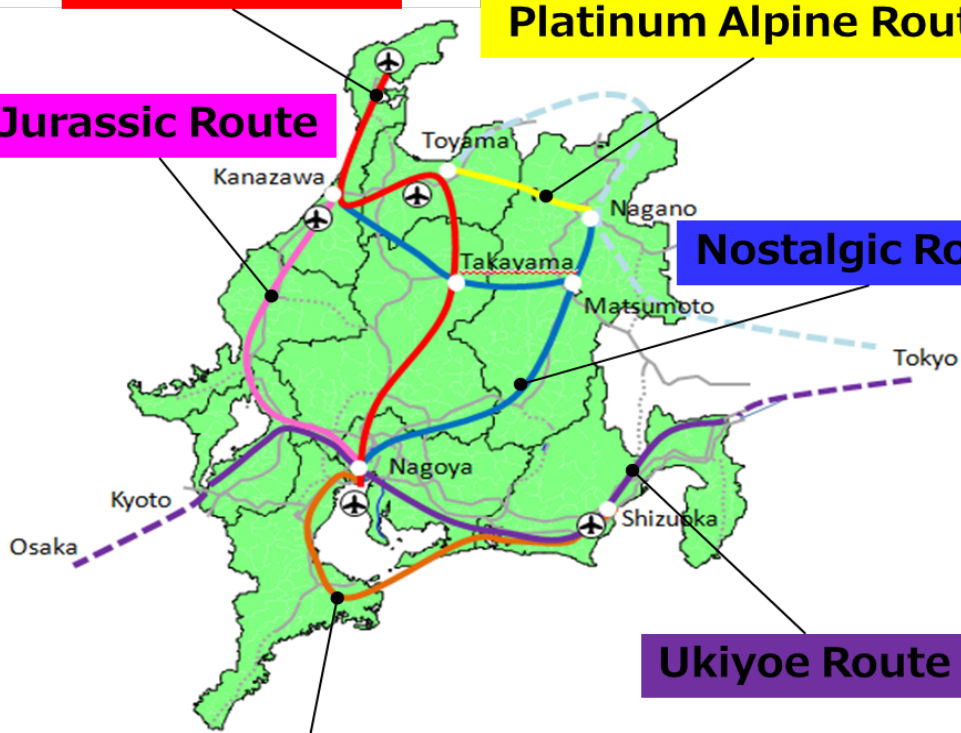 Platinum Alpine Rout
Jurassic Route
Toyama
Kanazawa
Nagano
Nostalgic Ro
Takayama
Matsumoto
Tokyo
Nagoya
Kyoto
Shizuoka
Osaka
Ukiyoe Route